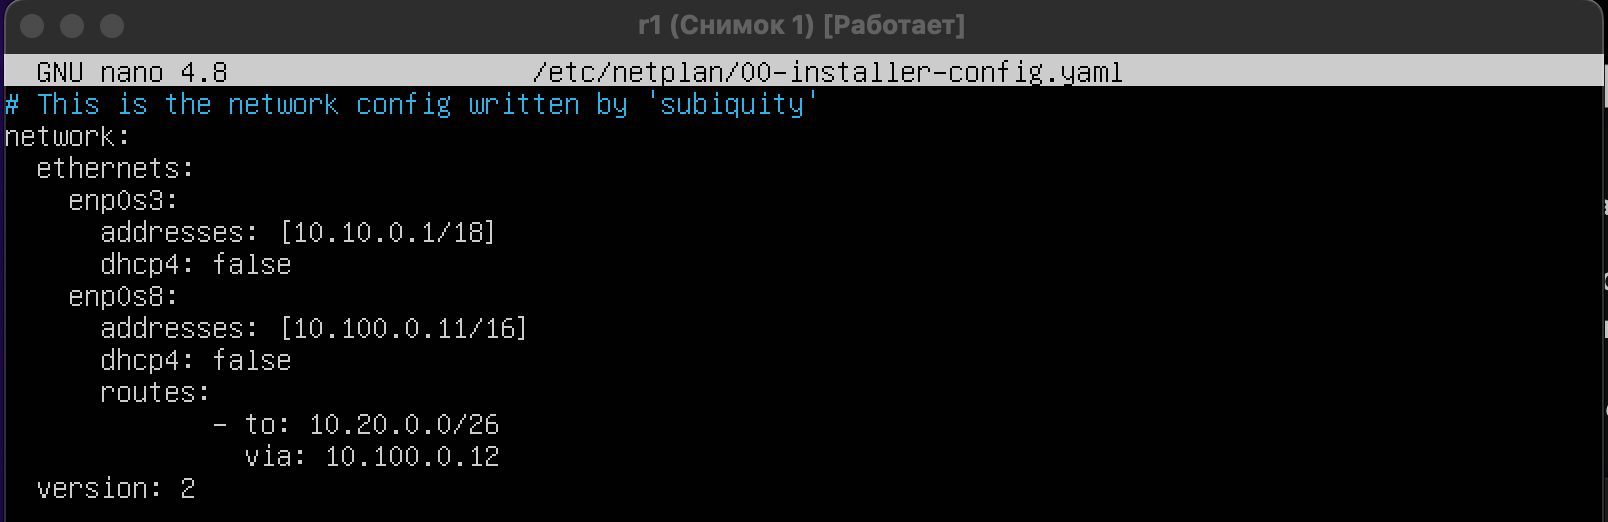 r1 (Снимок 1) [Работает]
GNU nano 4.8 /etc/netplan/00-installer-config.yaml
# This is the network config written by 'subiquity'
network:
  ethernets:
    enp0s3:
      addresses: [10.10.0.1/18]
      dhcp4: false
    enp0s8:
      addresses: [10.100.0.11/16]
      dhcp4: false
      routes:
             - to: 10.20.0.0/26
               via: 10.100.0.12
  version: 2